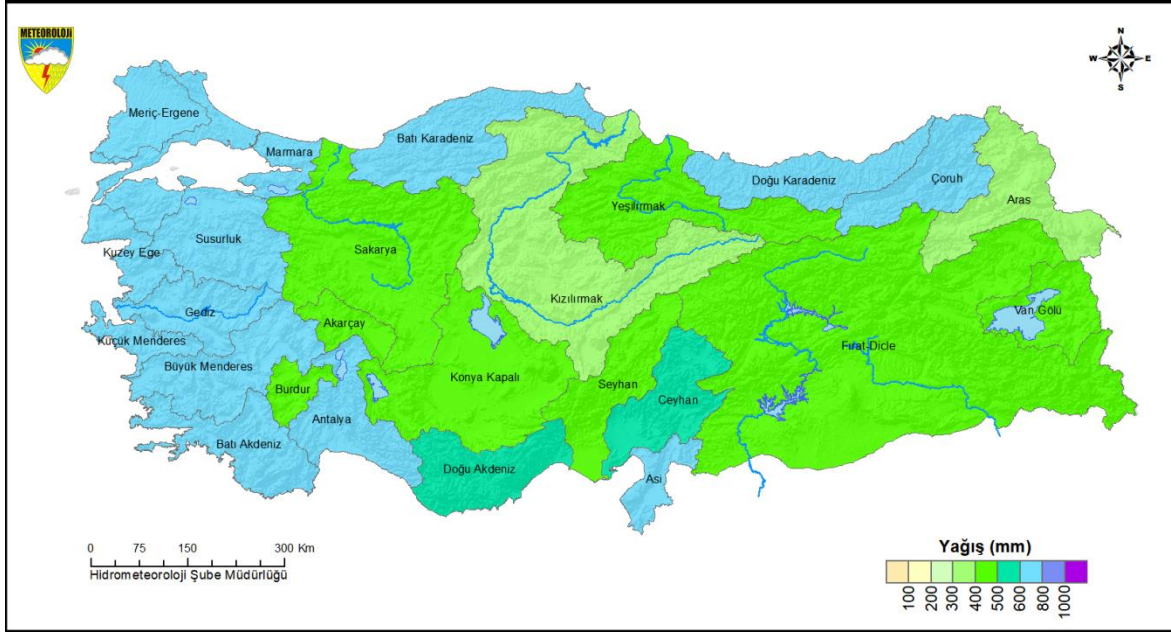 METEOROLOJİ
N
W E
S
Meriç-Ergene
Marmara
Batı Karadeniz
Doğu Karadeniz
Çoruh
Aras
Yeşilırmak
Kuzey Ege
Susurluk
Sakarya
Kızılırmak
Gediz
Akarçay
Van Gölü
Küçük Menderes
Fırat-Dicle
Büyük Menderes
Burdur
Konya Kapalı
Seyhan
Ceyhan
Antalya
Batı Akdeniz
Doğu Akdeniz
Asi
0 75 150 300 Km
Hidrometeoroloji Şube Müdürlüğü
Yağış (mm)
100 200 300 400 500 600 800 1000